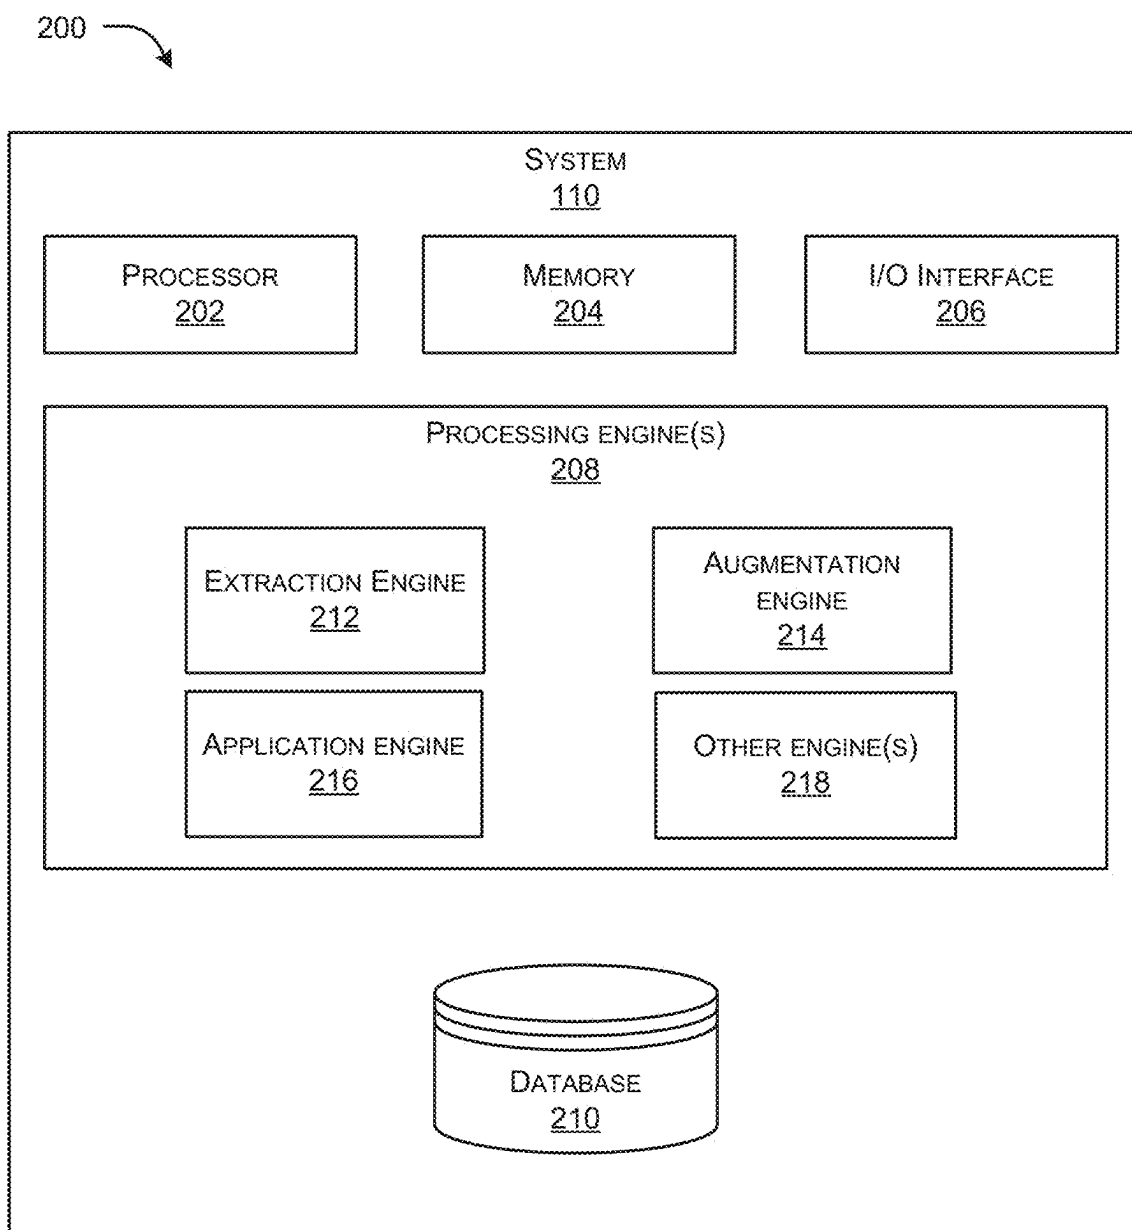 200
SYSTEM
110
PROCESSOR
202
MEMORY
204
I/O INTERFACE
206
PROCESSING ENGINE(S)
208
EXTRACTION ENGINE
212
AUGMENTATION
ENGINE
214
APPLICATION ENGINE
216
OTHER ENGINE(S)
218
DATABASE
210